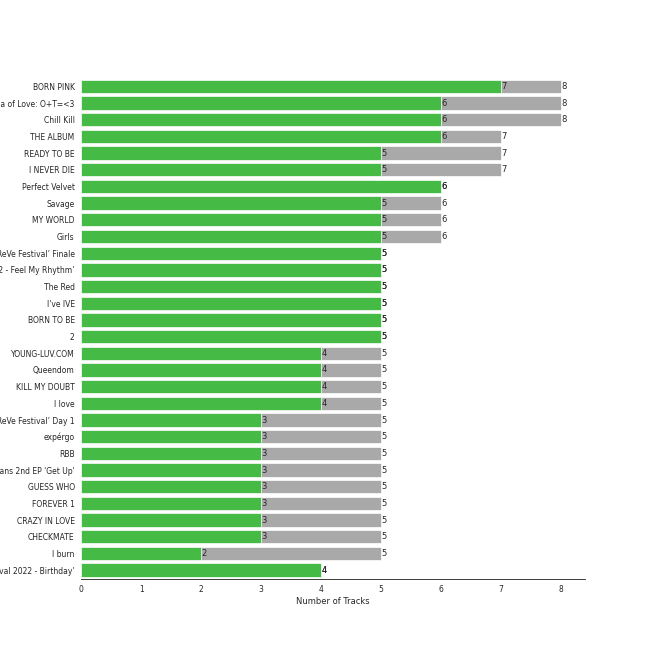 BORN PINK 7 8
a of Love: O+T=<3 6 8
Chill Kill 6 8
THE ALBUM 6 7
READY TO BE 5 7
I NEVER DIE 5 7
Perfect Velvet 6
Savage 5 6
MY WORLD 5 6
Girls 5 6
ReVe Festival' Finale 5
2 - Feel My Rhythm' 5
The Red 5
I've IVE 5
BORN TO BE 5
2 5
YOUNG-LUV.COM 4 5
Queendom 4 5
KILL MY DOUBT 4 5
I love 4 5
ReVe Festival' Day 1 3 5
expérgo 3 5
RBB 3 5
ans 2nd EP 'Get Up' 3 5
GUESS WHO 3 5
FOREVER 1 3 5
CRAZY IN LOVE 3 5
CHECKMATE 3 5
I burn 2 5
val 2022 - Birthday' 4
0 1 2 3 4 5 6 7 8
Number of Tracks